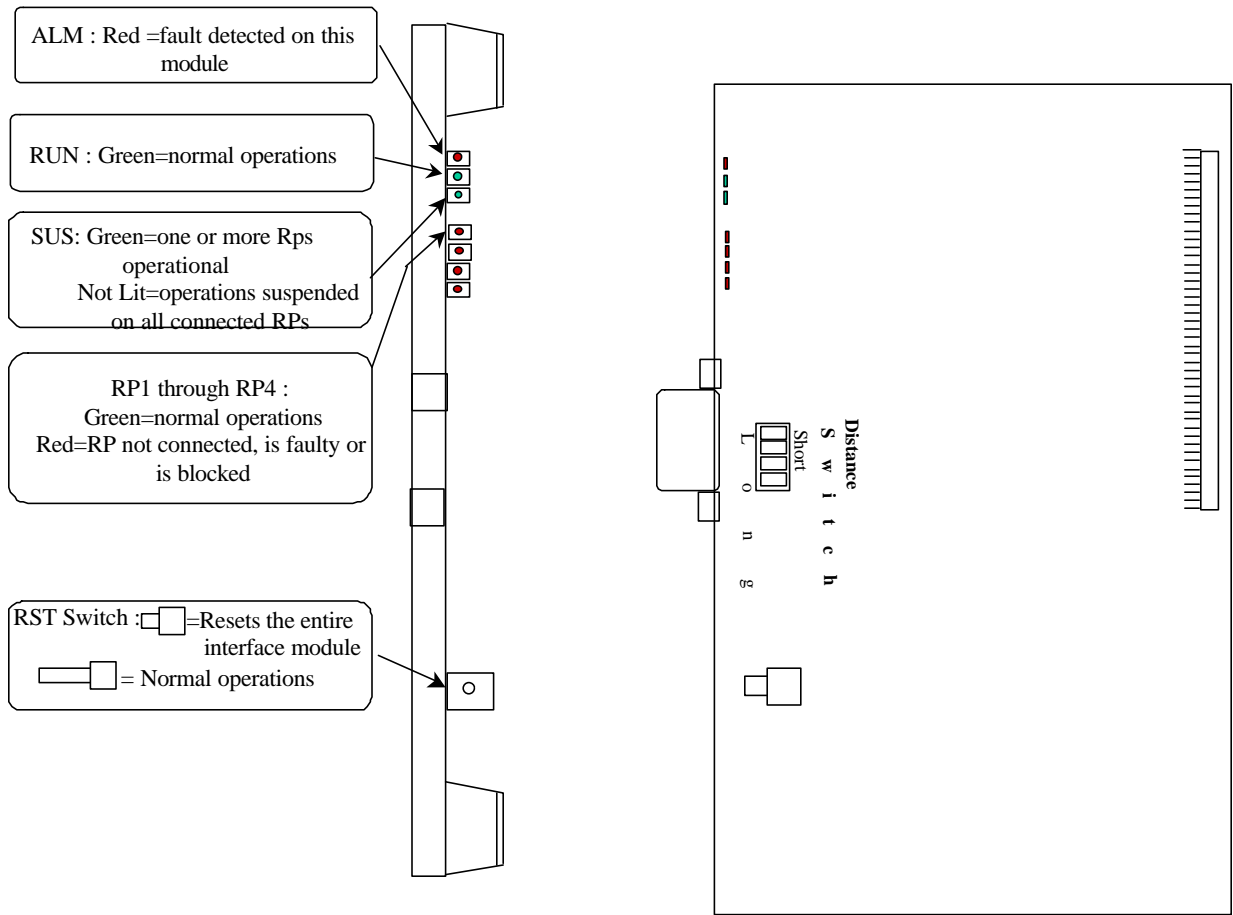 ALM : Red =fault detected on this
module
RUN : Green=normal operations
SUS: Green=one or more Rps
operational
Not Lit=operations suspended
on all connected RPs
RP1 through RP4 :
Green=normal operations
Red=RP not connected, is faulty or
is blocked
RST Switch : =Resets the entire
interface module
= Normal operations
Distance
Switch
Short
Long